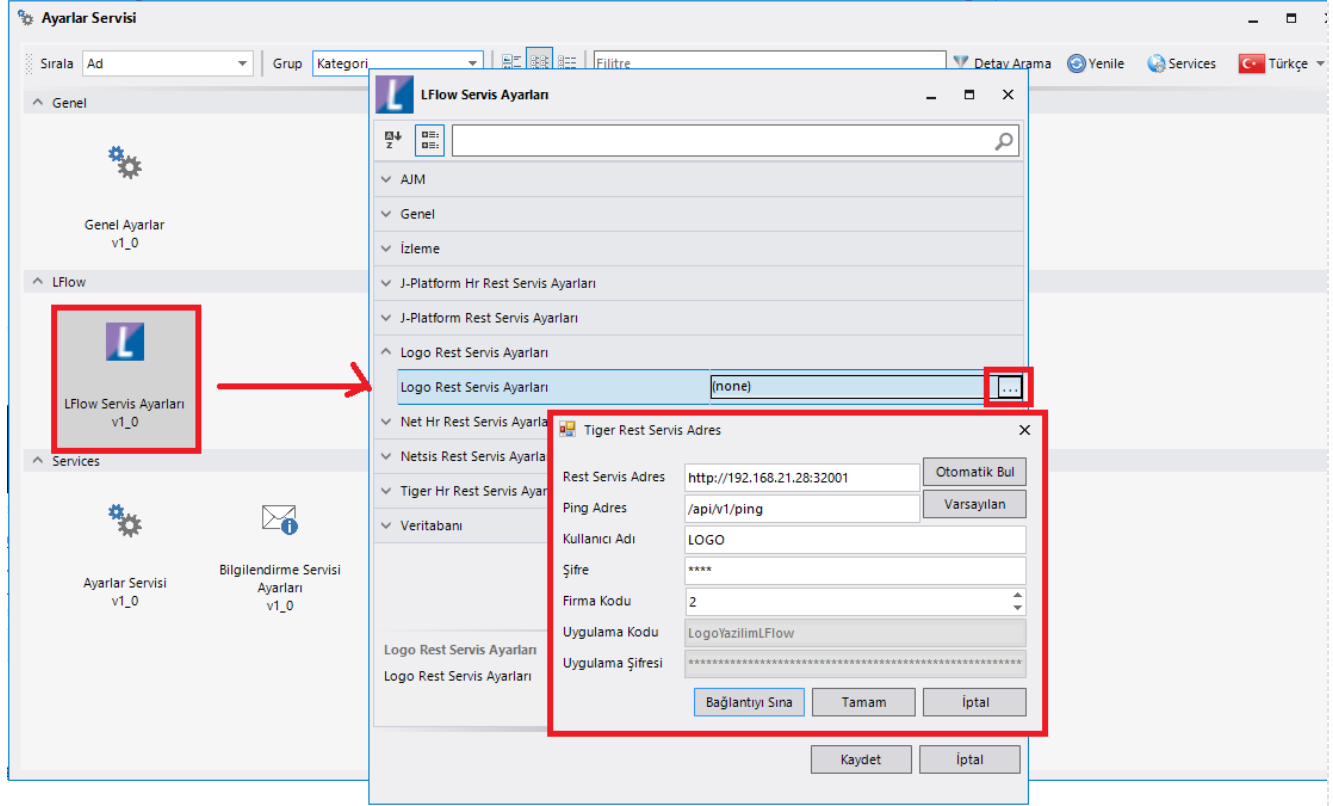 Ayarlar Servisi
Sırala Ad Grup Kategori Filitre Detay Arama Yenile Services Türkçe
Genel
Genel Ayarlar
v1_0
LFlow
LFlow Servis Ayarları
v1_0
Services
Ayarlar Servisi
v1_0
Bilgilendirme Servisi
Ayarları
v1_0
LFlow Servis Ayarları
AJM
Genel
İzleme
J-Platform Hr Rest Servis Ayarları
J-Platform Rest Servis Ayarları
Logo Rest Servis Ayarları
Logo Rest Servis Ayarları (none) ...
Net Hr Rest Servis Ayarla
Netsis Rest Servis Ayarla
Tiger Hr Rest Servis Ayar
Veritabanı
Logo Rest Servis Ayarları
Logo Rest Servis Ayarları
Kaydet İptal
Tiger Rest Servis Adres
Rest Servis Adres http://192.168.21.28:32001 Otomatik Bul
Ping Adres /api/v1/ping Varsayılan
Kullanıcı Adı LOGO
Şifre ****
Firma Kodu 2
Uygulama Kodu LogoYazilimLFlow
Uygulama Şifresi ********************************************************
Bağlantıyı Sına Tamam İptal